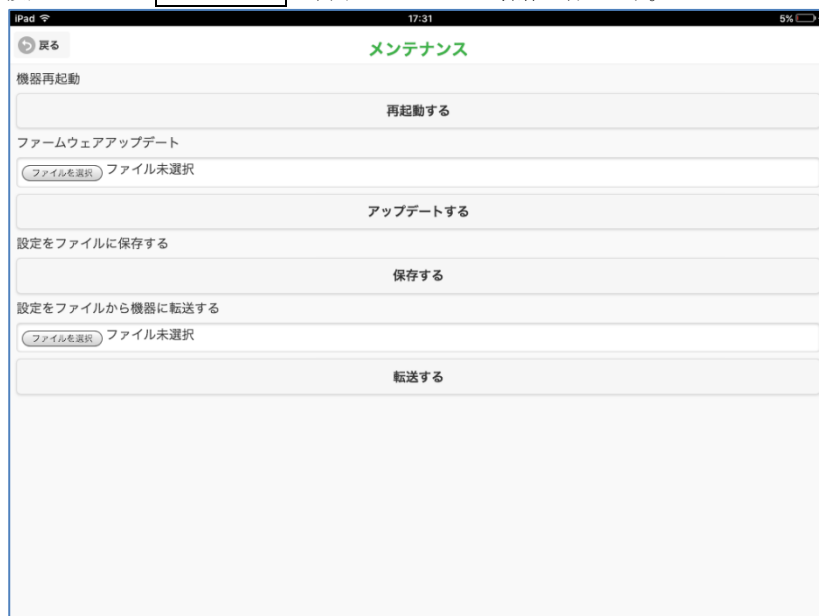 iPad 17:31 5%
戻る メンテナンス
機器再起動
再起動する
ファームウェアアップデート
ファイルを選択 ファイル未選択
アップデートする
設定をファイルに保存する
保存する
設定をファイルから機器に転送する
ファイルを選択 ファイル未選択
転送する